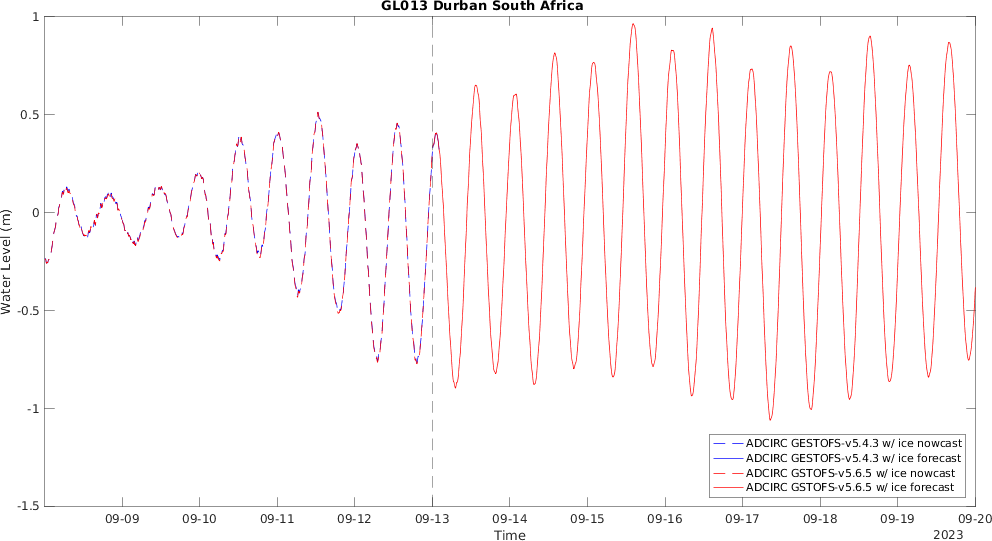 GL013 Durban South Africa
1
0.5
0
-0.5
-1
-1.5
Water Level (m)
ADCIRC GESTOFS-v5.4.3 w/ ice nowcast
ADCIRC GESTOFS-v5.4.3 w/ ice forecast
ADCIRC GSTOFS-v5.6.5 w/ ice nowcast
ADCIRC GSTOFS-v5.6.5 w/ ice forecast
09-09 09-10 09-11 09-12 09-13 09-14 09-15 09-16 09-17 09-18 09-19 09-20
Time
2023